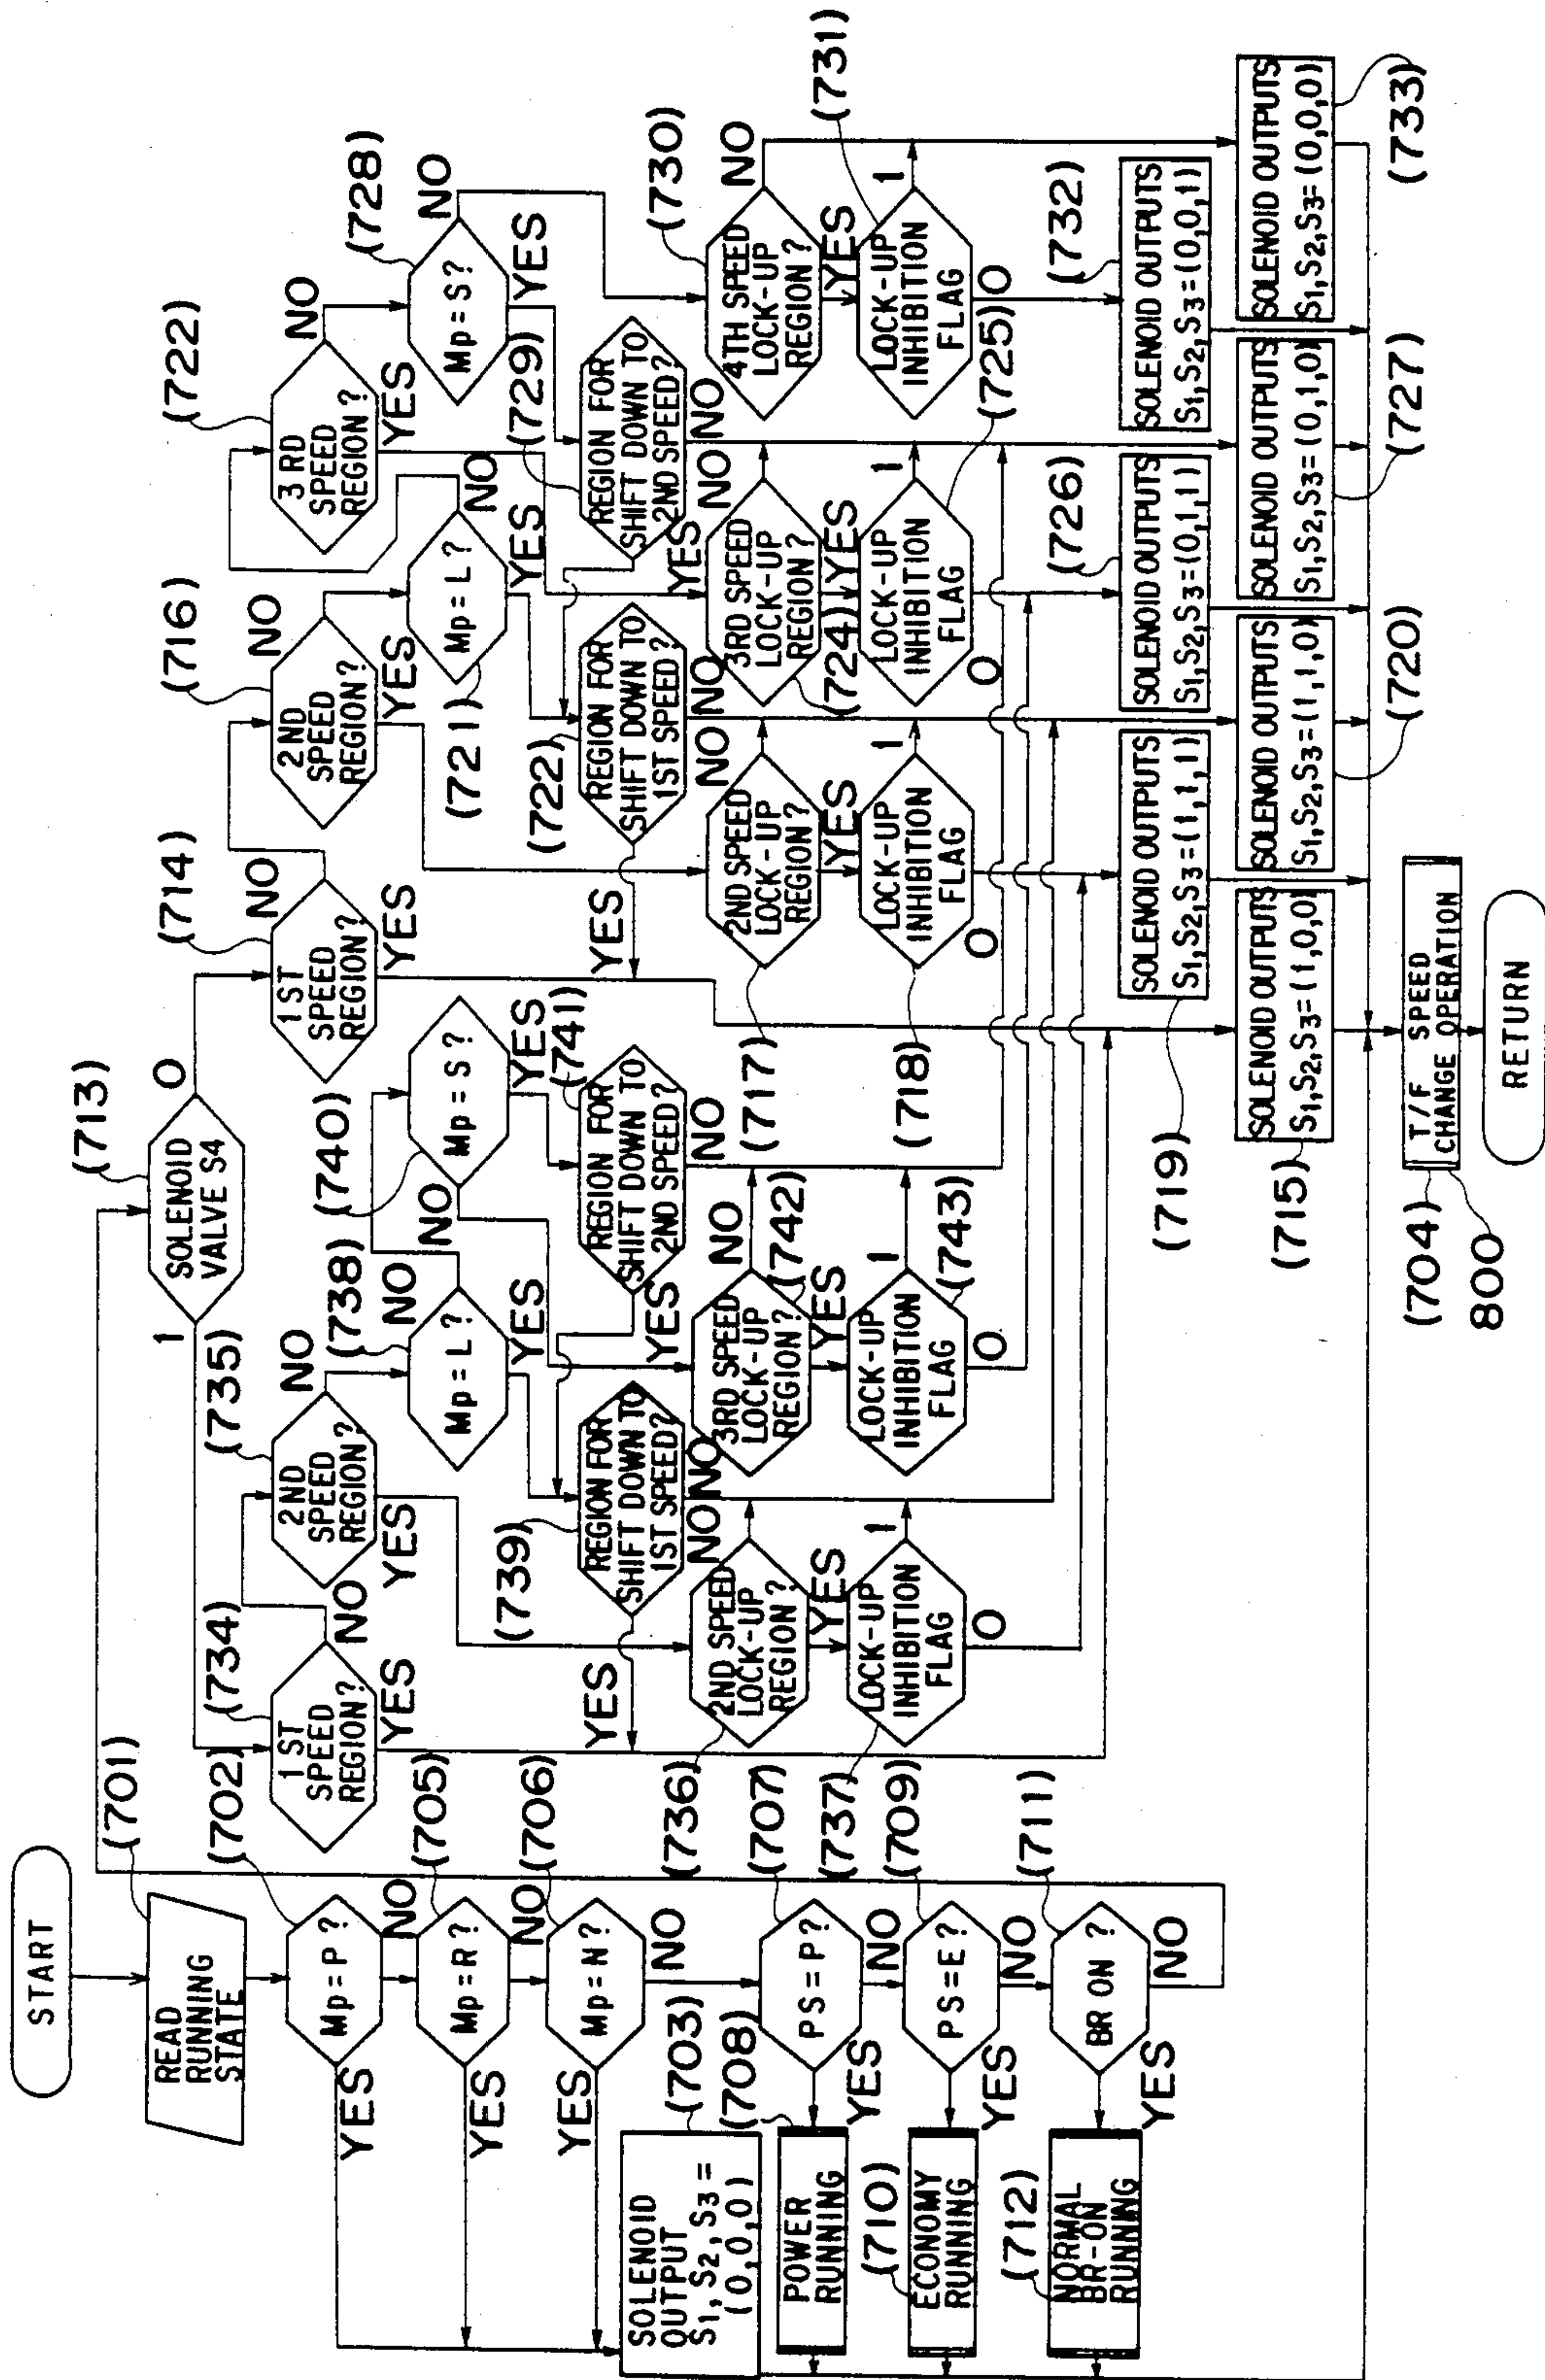 START
(701)
READ
RUNNING
STATE
(702)
Mp = P ?
YES
NO
(705)
Mp = R ?
YES
NO
(706)
Mp = N ?
YES
NO
(703)
SOLENOID
OUTPUT
S1, S2, S3 =
(0,0,0)
(707)
PS = P ?
YES
NO
(708)
POWER
RUNNING
(709)
PS = E ?
YES
NO
(710)
ECONOMY
RUNNING
(711)
BR ON ?
YES
NO
(712)
NORMAL
BR-ON
RUNNING
(713)
SOLENOID
VALVE S4
1
0
(734)
1ST
SPEED
REGION ?
NO
YES
(735)
2ND
SPEED
REGION ?
NO
YES
(738)
Mp = L ?
NO
YES
(740)
Mp = S ?
NO
YES
(739)
REGION FOR
SHIFT DOWN TO
1ST SPEED ?
YES
NO
(741)
REGION FOR
SHIFT DOWN TO
2ND SPEED ?
YES
NO
(736)
2ND SPEED
LOCK-UP
REGION ?
NO
YES
(737)
LOCK-UP
INHIBITION
FLAG
1
0
(742)
3RD SPEED
LOCK-UP
REGION ?
NO
YES
(743)
LOCK-UP
INHIBITION
FLAG
1
0
(714)
1ST
SPEED
REGION ?
NO
YES
(716)
2ND
SPEED
REGION ?
NO
YES
(721)
Mp = L ?
NO
YES
(722)
3RD
SPEED
REGION ?
NO
YES
(728)
Mp = S ?
NO
YES
(722)
REGION FOR
SHIFT DOWN TO
1ST SPEED ?
YES
NO
(729)
REGION FOR
SHIFT DOWN TO
2ND SPEED ?
YES
NO
(717)
2ND SPEED
LOCK-UP
REGION ?
NO
YES
(718)
LOCK-UP
INHIBITION
FLAG
1
0
(724)
3RD SPEED
LOCK-UP
REGION ?
NO
YES
(725)
LOCK-UP
INHIBITION
FLAG
1
0
(730)
4TH SPEED
LOCK-UP
REGION ?
NO
YES
(731)
LOCK-UP
INHIBITION
FLAG
1
0
(719)
SOLENOID OUTPUTS
S1, S2, S3 = (1,1,1)
(726)
SOLENOID OUTPUTS
S1, S2, S3 = (0,1,1)
(732)
SOLENOID OUTPUTS
S1, S2, S3 = (0,0,1)
(715)
SOLENOID OUTPUTS
S1, S2, S3 = (1,0,0)
(720)
SOLENOID OUTPUTS
S1, S2, S3 = (1,1,0)
(727)
SOLENOID OUTPUTS
S1, S2, S3 = (0,1,0)
(733)
SOLENOID OUTPUTS
S1, S2, S3 = (0,0,0)
(704)
800
T/F SPEED
CHANGE OPERATION
RETURN